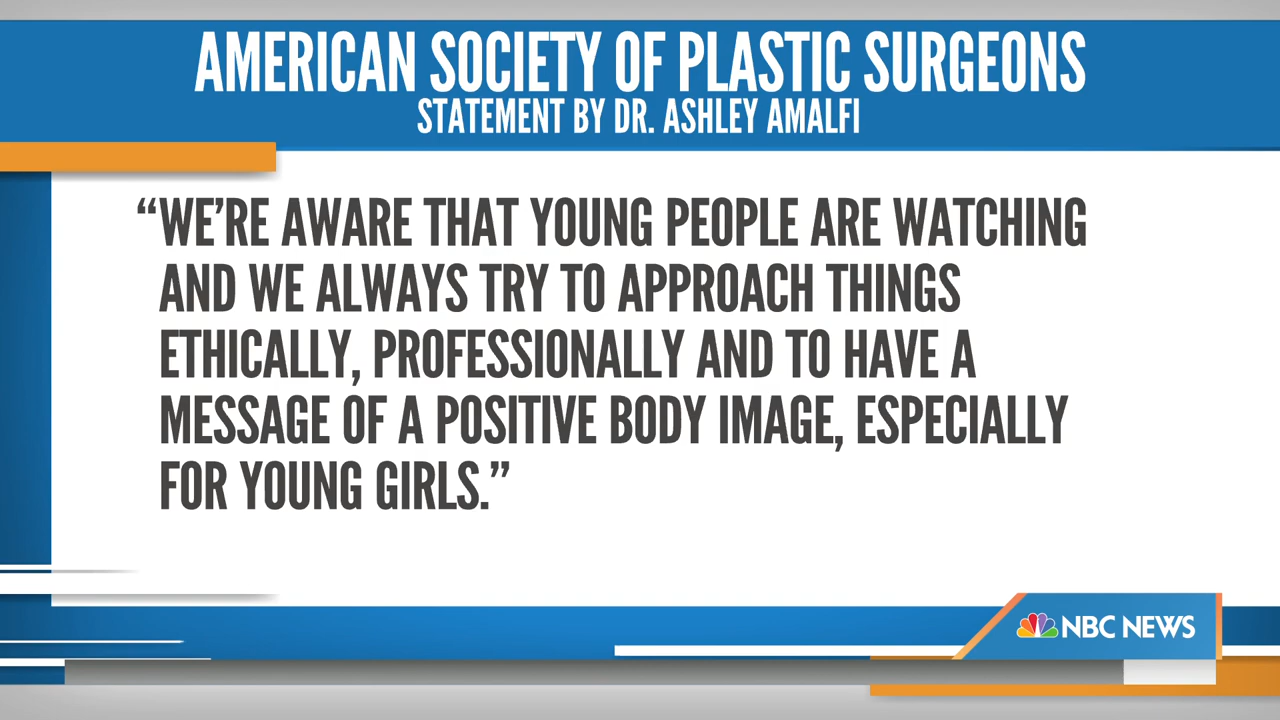 AMERICAN SOCIETY OF PLASTIC SURGEONS
STATEMENT BY DR. ASHLEY AMALFI
“WE’RE AWARE THAT YOUNG PEOPLE ARE WATCHING
AND WE ALWAYS TRY TO APPROACH THINGS
ETHICALLY, PROFESSIONALLY AND TO HAVE A
MESSAGE OF A POSITIVE BODY IMAGE, ESPECIALLY
FOR YOUNG GIRLS.”
NBC NEWS